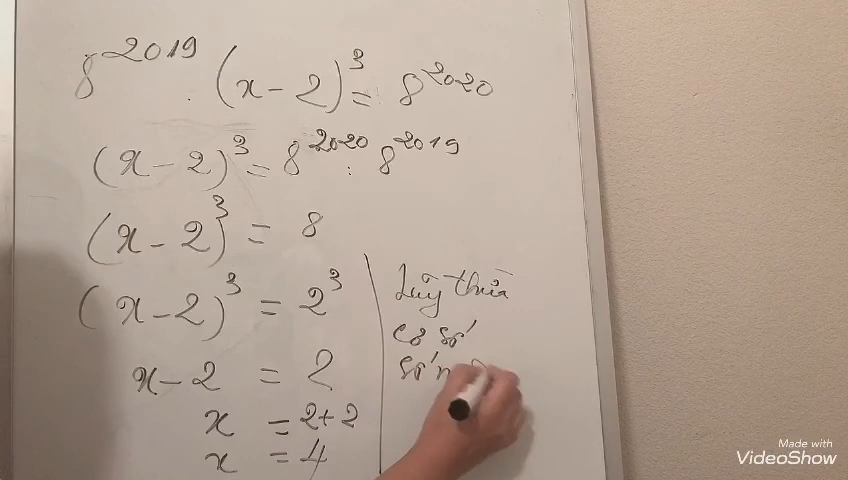 8^2019 . (x - 2)^3 = 8^2020
(x - 2)^3 = 8^2020 : 8^2019
(x - 2)^3 = 8
(x - 2)^3 = 2^3
x - 2 = 2
x = 2 + 2
x = 4
Lũy thừa
cơ số
số
Made with
VideoShow